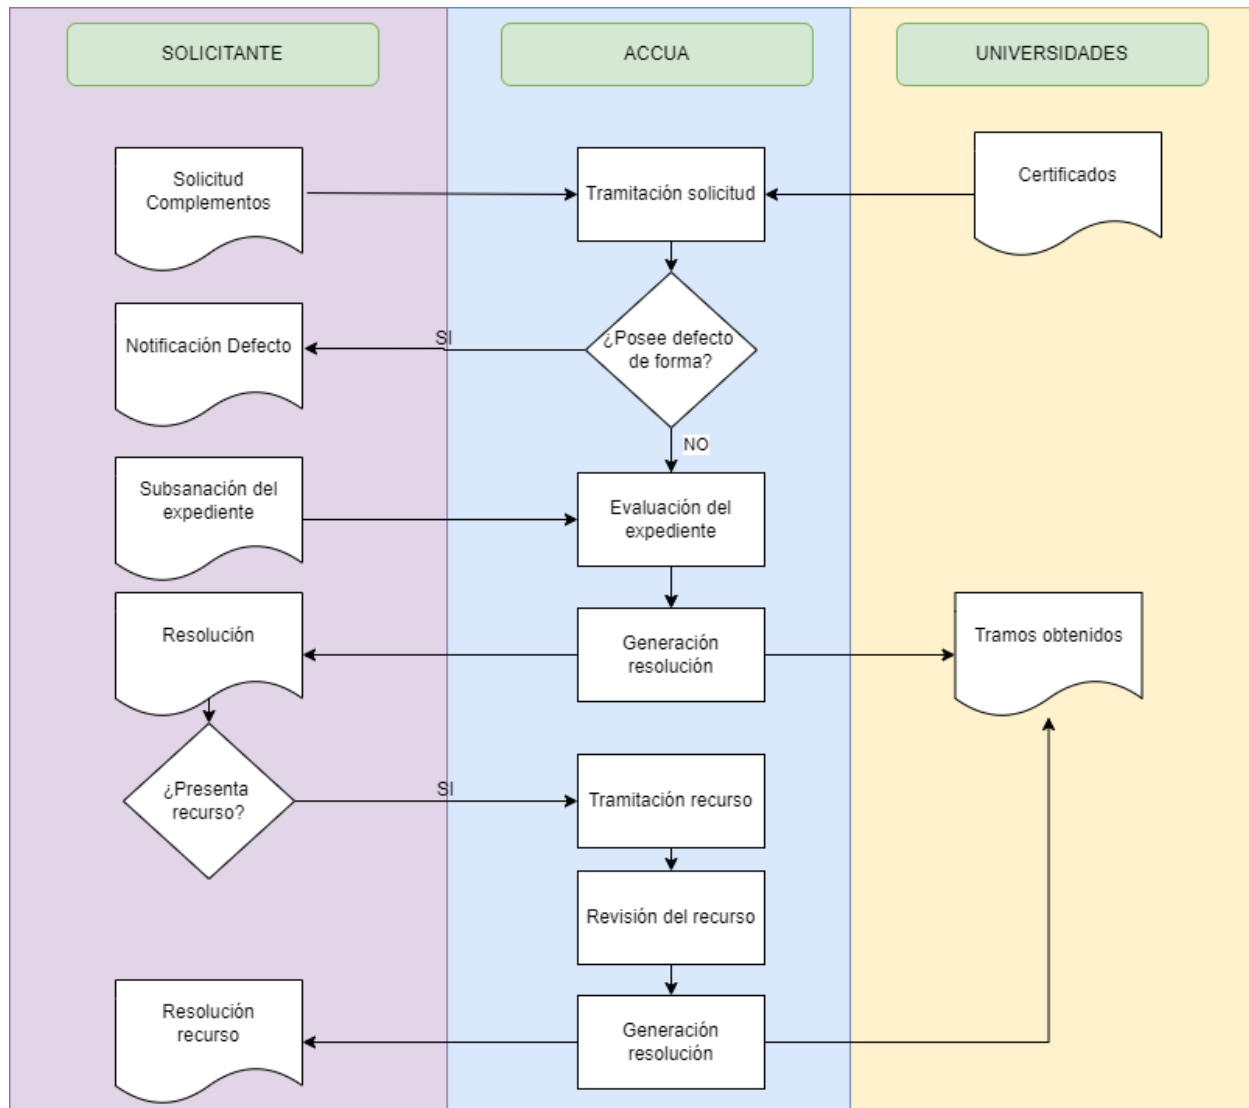 SOLICITANTE
ACCUA
UNIVERSIDADES
Solicitud
Complementos
Tramitación solicitud
Certificados
Notificación Defecto
SI
¿Posee defecto
de forma?
NO
Subsanación del
expediente
Evaluación del
expediente
Resolución
Generación
resolución
Tramos obtenidos
¿Presenta
recurso?
SI
Tramitación recurso
Revisión del recurso
Resolución
recurso
Generación
resolución